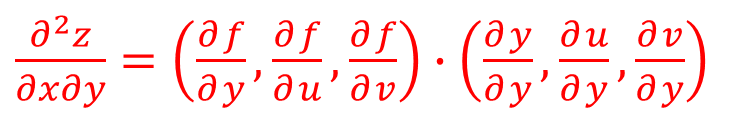 ∂²z/∂x∂y = (∂f/∂y, ∂f/∂u, ∂f/∂v) · (∂y/∂y, ∂u/∂y, ∂v/∂y)